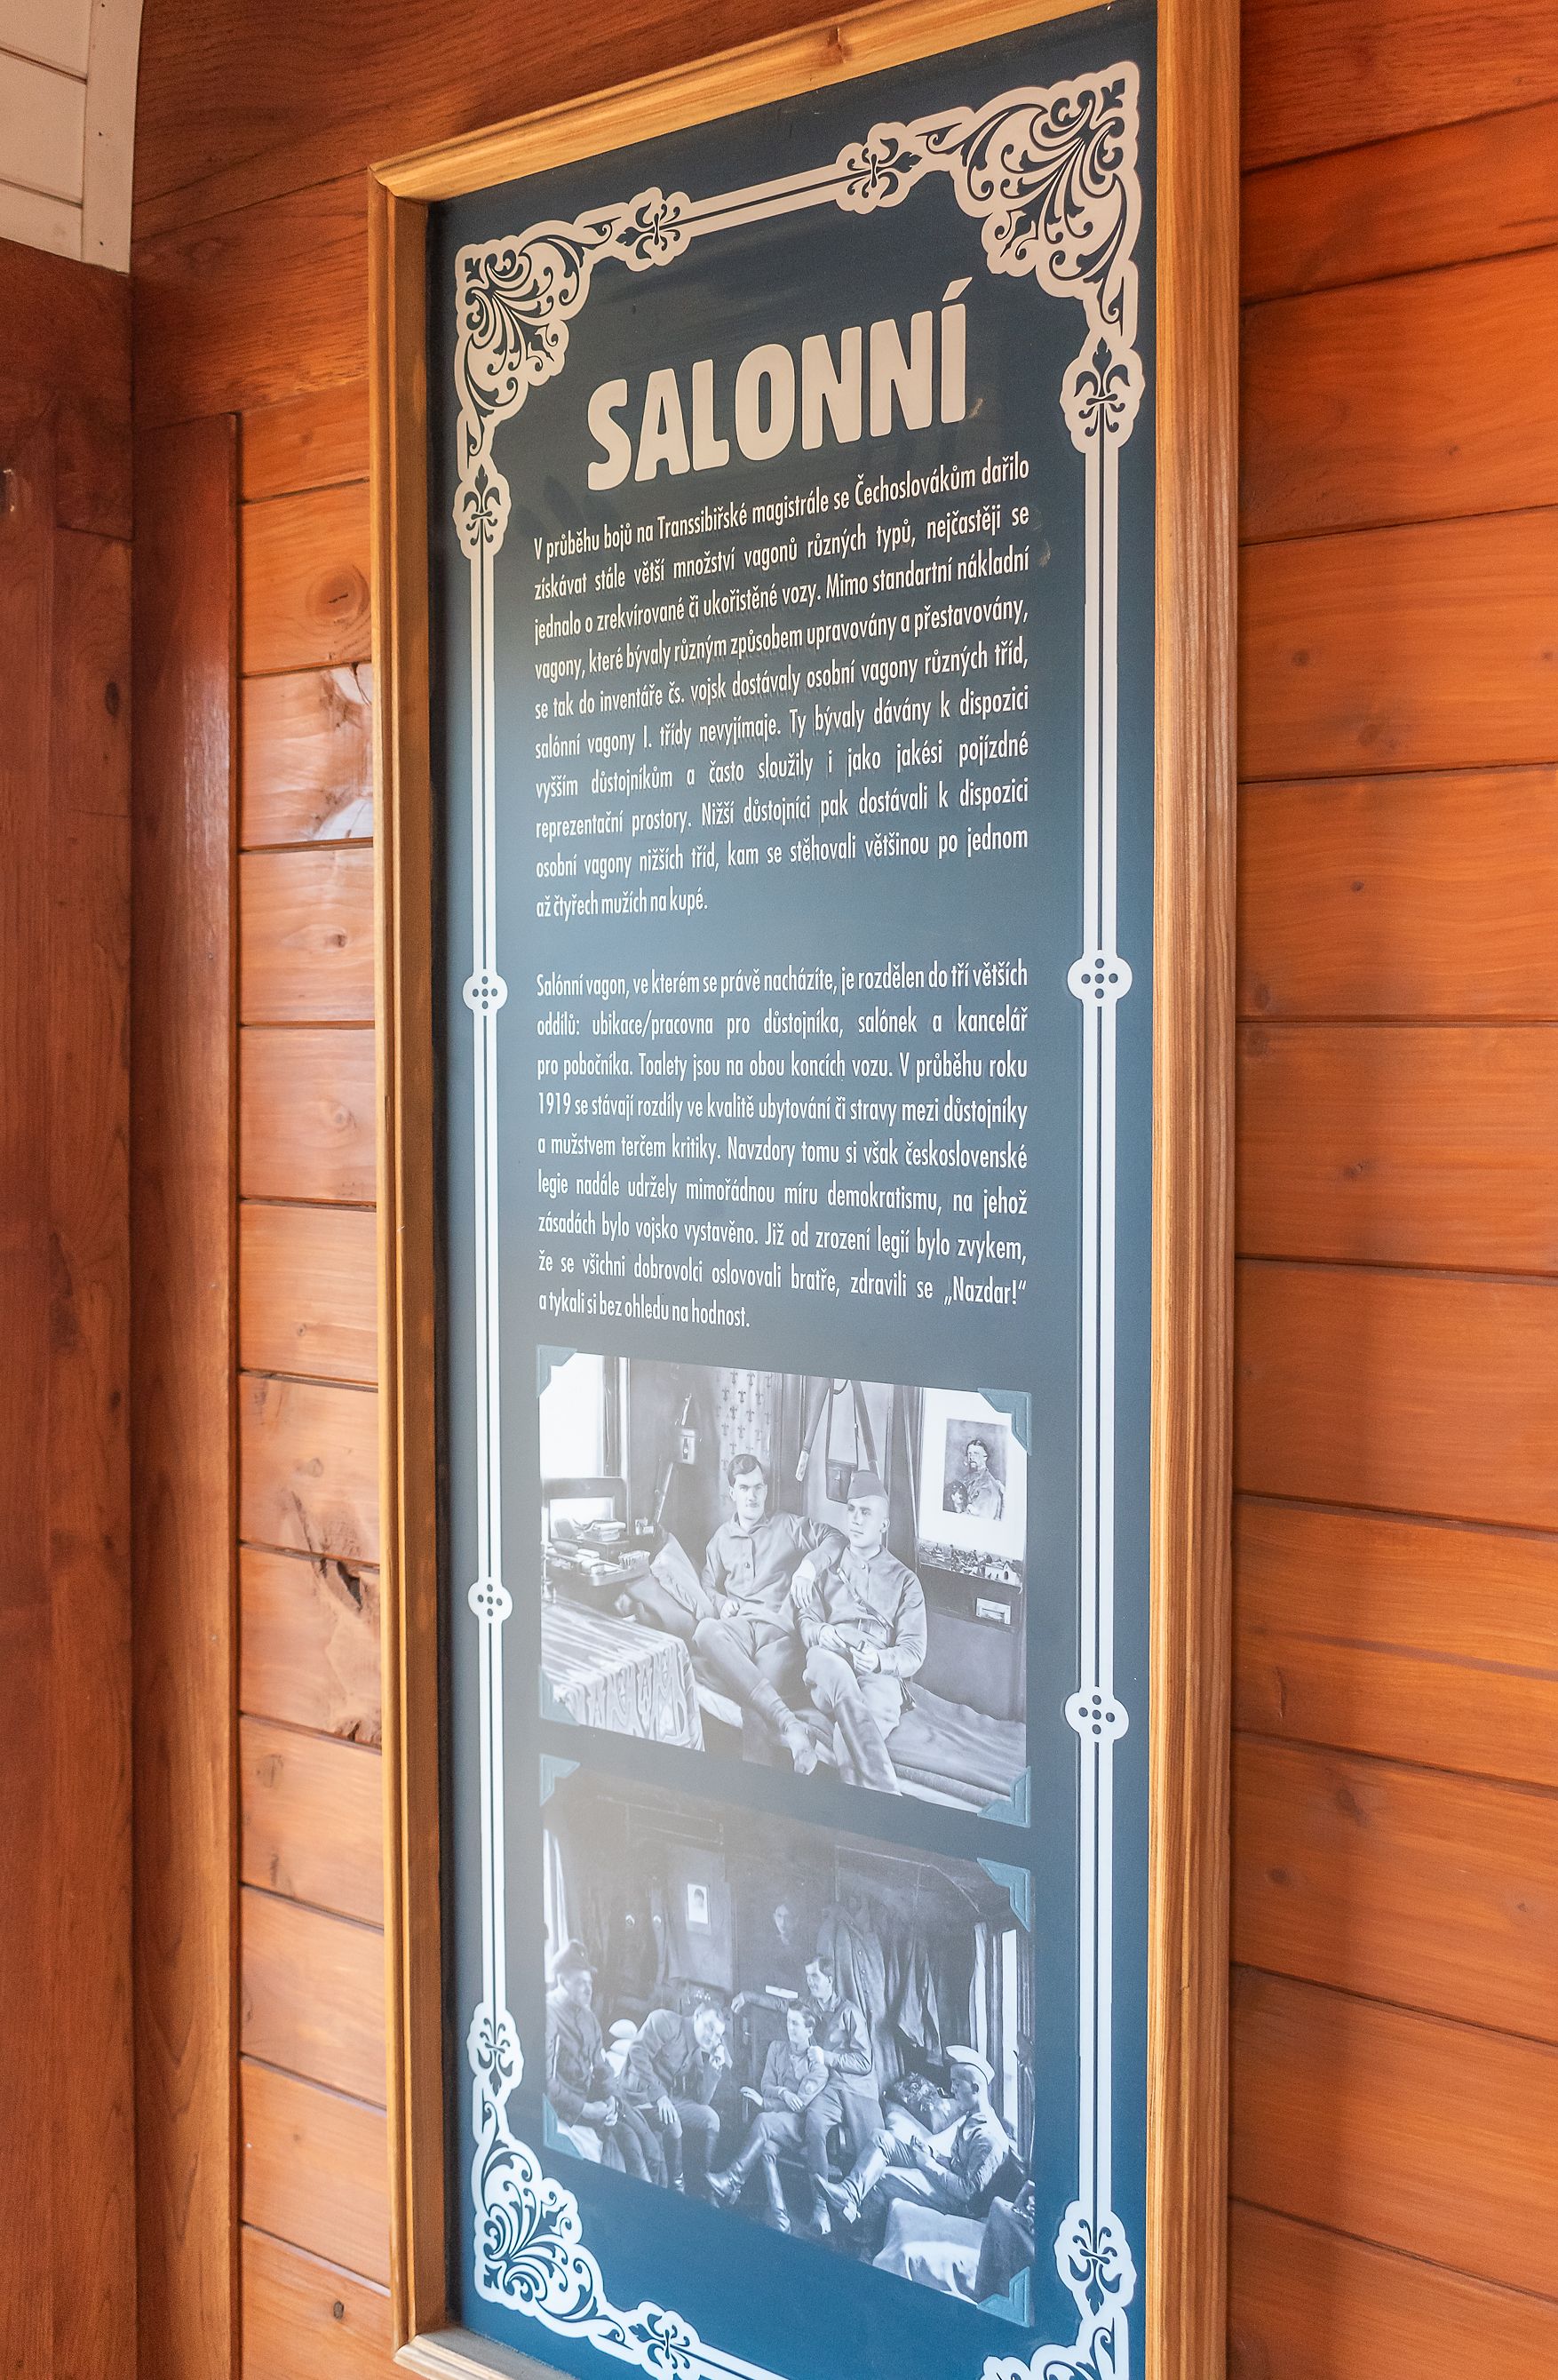 SALONNÍ
V průběhu bojů na Transsibiřské magistrále se Čechoslovákům dařilo
získávat stále větší množství vagonů různých typů, nejčastěji se
jednalo o zrekvírované či ukořistěné vozy. Mimo standartní nákladní
vagony, které bývaly různým způsobem upravovány a přestavovány,
se tak do inventáře čs. vojsk dostávaly osobní vagony různých tříd,
salónní vagony I. třídy nevyjímaje. Ty bývaly dávány k dispozici
vyšším důstojníkům a často sloužily i jako jakési pojízdné
reprezentační prostory. Nižší důstojníci pak dostávali k dispozici
osobní vagony nižších tříd, kam se stěhovali většinou po jednom
až čtyřech mužích na kupé.
Salónní vagon, ve kterém se právě nacházíte, je rozdělen do tří větších
oddílů: ubikace/pracovna pro důstojníka, salónek a kancelář
pro pobočníka. Toalety jsou na obou koncích vozu. V průběhu roku
1919 se stávají rozdíly ve kvalitě ubytování či stravy mezi důstojníky
a mužstvem terčem kritiky. Navzdory tomu si však československé
legie nadále udržely mimořádnou míru demokratismu, na jehož
zásadách bylo vojsko vystavěno. Již od zrození legií bylo zvykem,
že se všichni dobrovolci oslovovali bratře, zdravili se „Nazdar!“
a tykali si bez ohledu na hodnost.